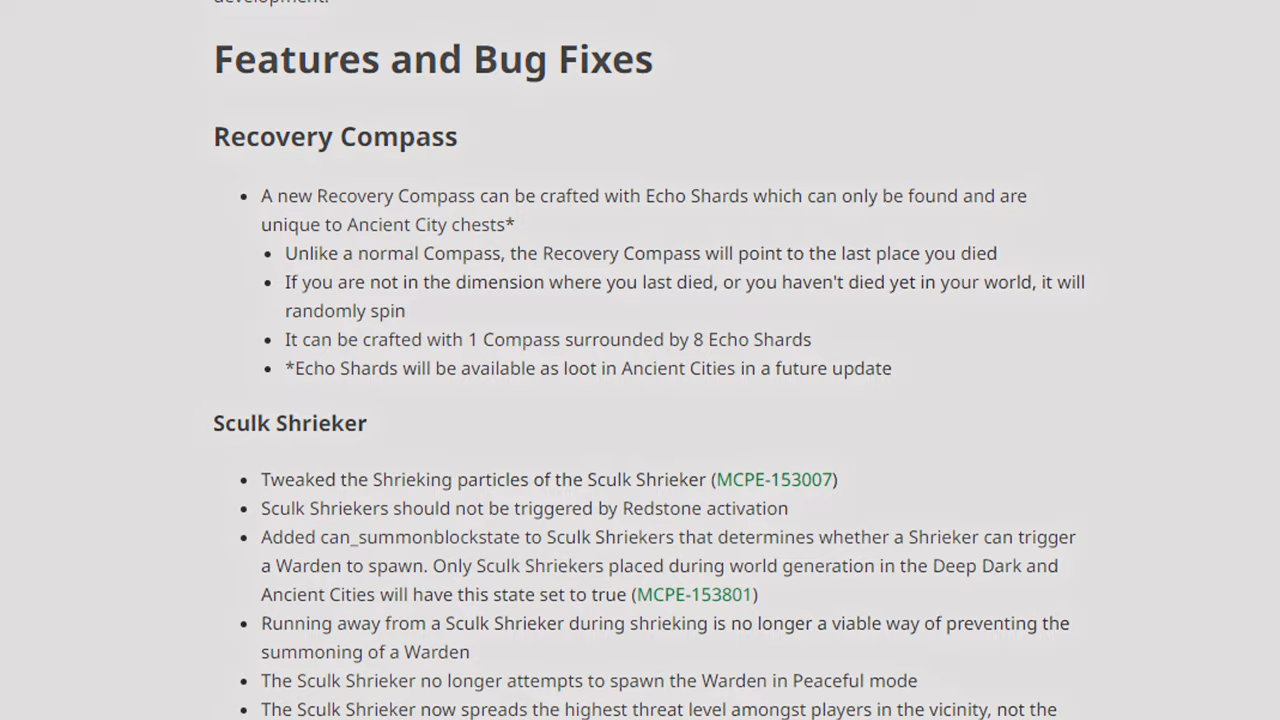 development.
Features and Bug Fixes
Recovery Compass
A new Recovery Compass can be crafted with Echo Shards which can only be found and are
unique to Ancient City chests*
Unlike a normal Compass, the Recovery Compass will point to the last place you died
If you are not in the dimension where you last died, or you haven't died yet in your world, it will
randomly spin
It can be crafted with 1 Compass surrounded by 8 Echo Shards
*Echo Shards will be available as loot in Ancient Cities in a future update
Sculk Shrieker
Tweaked the Shrieking particles of the Sculk Shrieker (MCPE-153007)
Sculk Shriekers should not be triggered by Redstone activation
Added can_summonblockstate to Sculk Shriekers that determines whether a Shrieker can trigger
a Warden to spawn. Only Sculk Shriekers placed during world generation in the Deep Dark and
Ancient Cities will have this state set to true (MCPE-153801)
Running away from a Sculk Shrieker during shrieking is no longer a viable way of preventing the
summoning of a Warden
The Sculk Shrieker no longer attempts to spawn the Warden in Peaceful mode
The Sculk Shrieker now spreads the highest threat level amongst players in the vicinity, not the